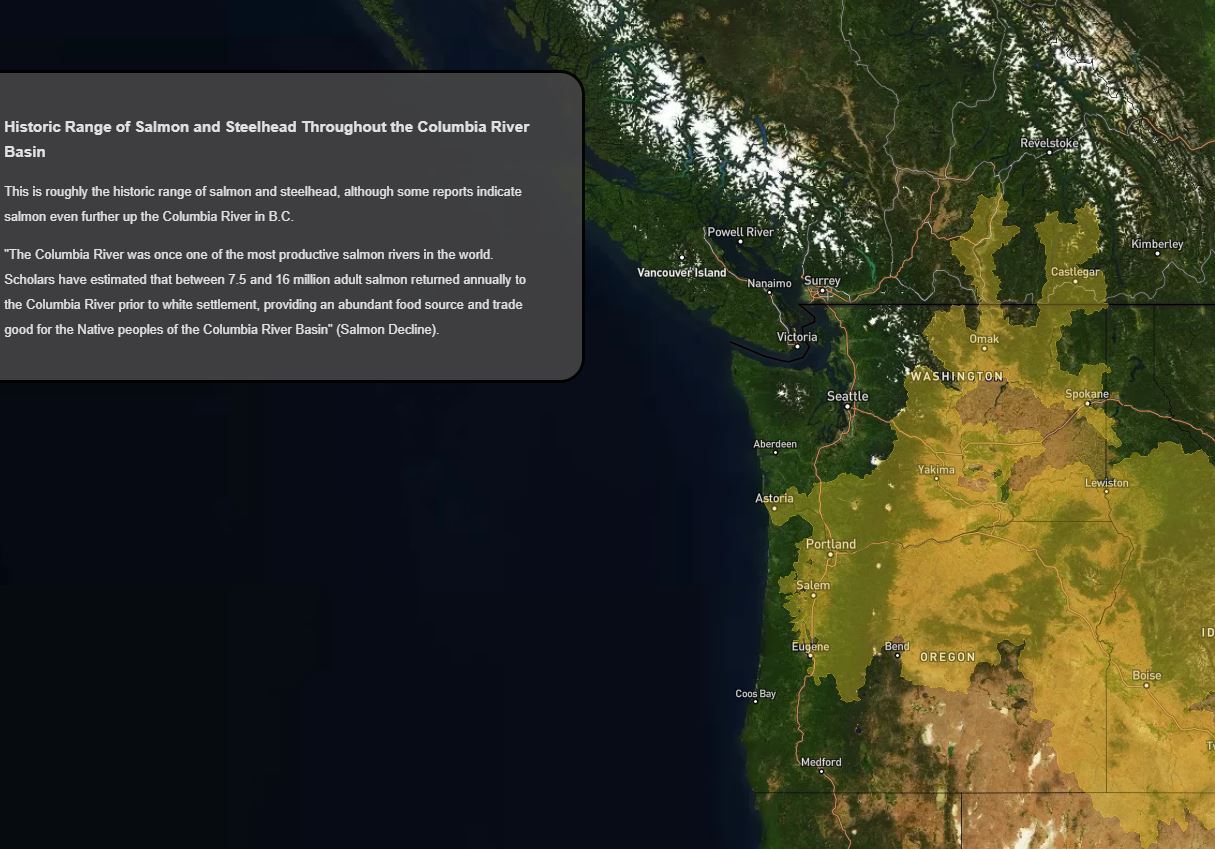 Historic Range of Salmon and Steelhead Throughout the Columbia River
Basin
This is roughly the historic range of salmon and steelhead, although some reports indicate
salmon even further up the Columbia River in B.C.
"The Columbia River was once one of the most productive salmon rivers in the world.
Scholars have estimated that between 7.5 and 16 million adult salmon returned annually to
the Columbia River prior to white settlement, providing an abundant food source and trade
good for the Native peoples of the Columbia River Basin" (Salmon Decline).
Revelstoke
Powell River
Kimberley
Vancouver Island
Castlegar
Nanaimo
Surrey
Victoria
Omak
WASHINGTON
Seattle
Spokane
Aberdeen
Yakima
Lewiston
Astoria
Portland
Salem
ID
Eugene
Bend
OREGON
Boise
Coos Bay
Tw
Medford